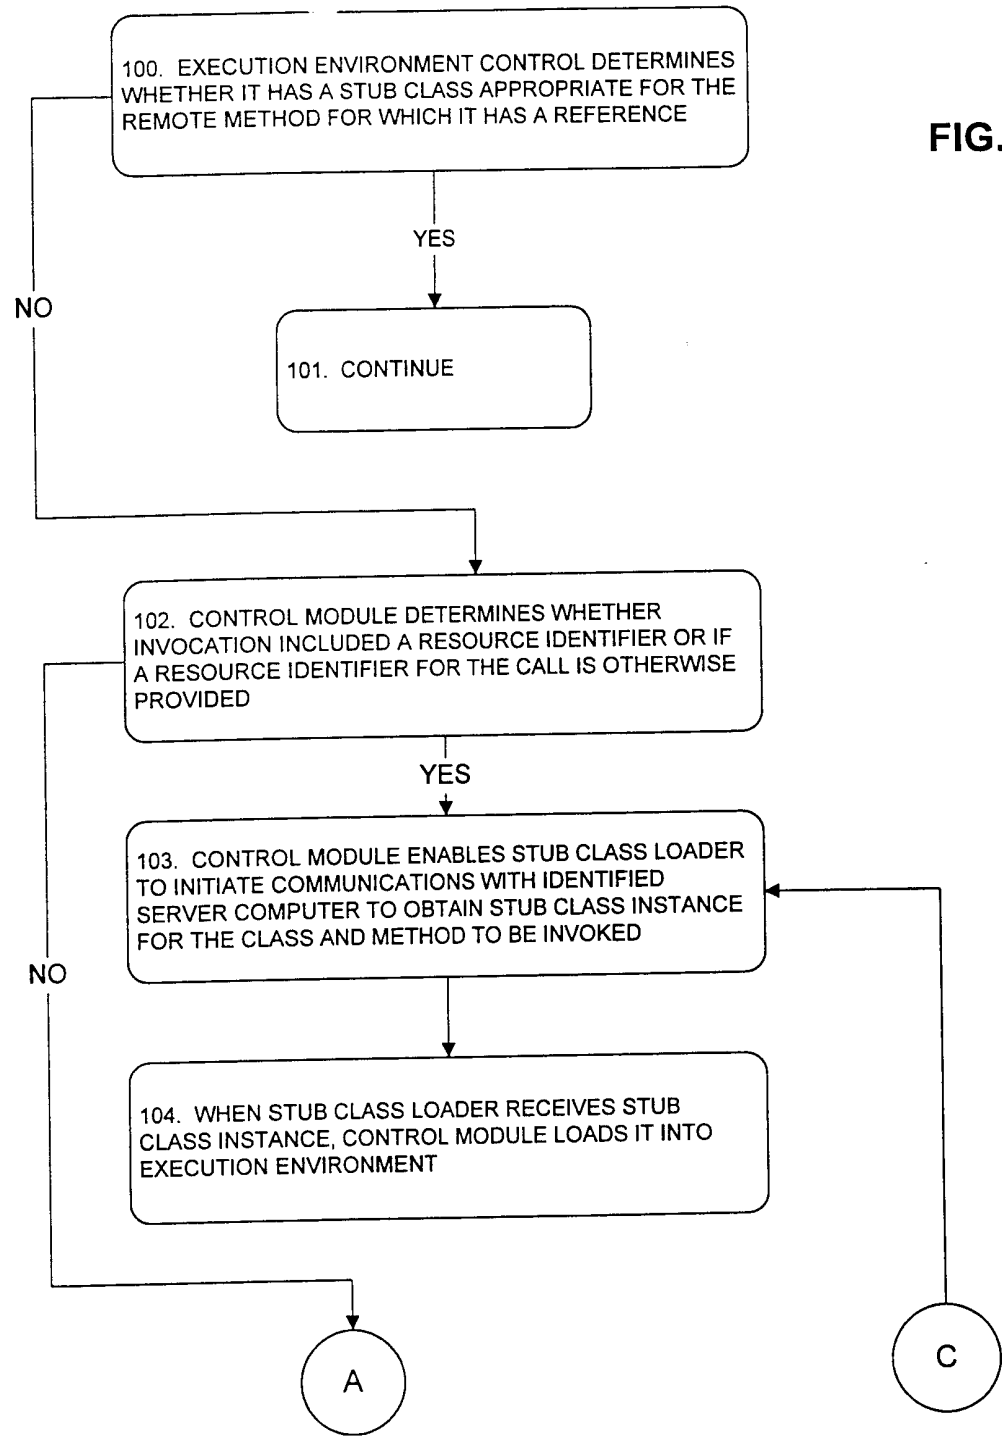 100. EXECUTION ENVIRONMENT CONTROL DETERMINES
WHETHER IT HAS A STUB CLASS APPROPRIATE FOR THE
REMOTE METHOD FOR WHICH IT HAS A REFERENCE
FIG.
YES
NO
101. CONTINUE
102. CONTROL MODULE DETERMINES WHETHER
INVOCATION INCLUDED A RESOURCE IDENTIFIER OR IF
A RESOURCE IDENTIFIER FOR THE CALL IS OTHERWISE
PROVIDED
YES
103. CONTROL MODULE ENABLES STUB CLASS LOADER
TO INITIATE COMMUNICATIONS WITH IDENTIFIED
SERVER COMPUTER TO OBTAIN STUB CLASS INSTANCE
FOR THE CLASS AND METHOD TO BE INVOKED
NO
104. WHEN STUB CLASS LOADER RECEIVES STUB
CLASS INSTANCE, CONTROL MODULE LOADS IT INTO
EXECUTION ENVIRONMENT
A
C